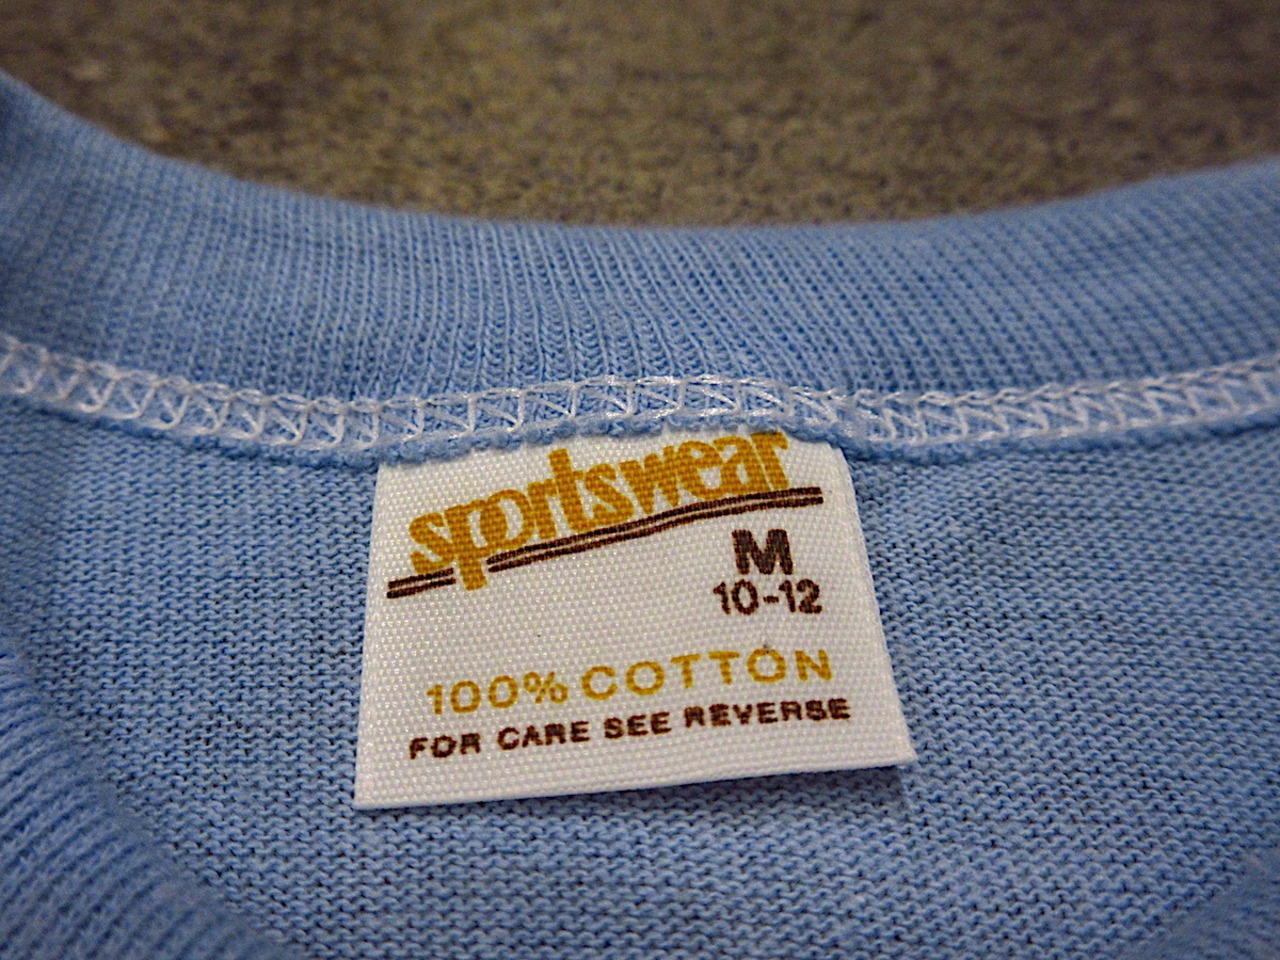 sportswear
M
10-12
100% COTTON
FOR CARE SEE REVERSE